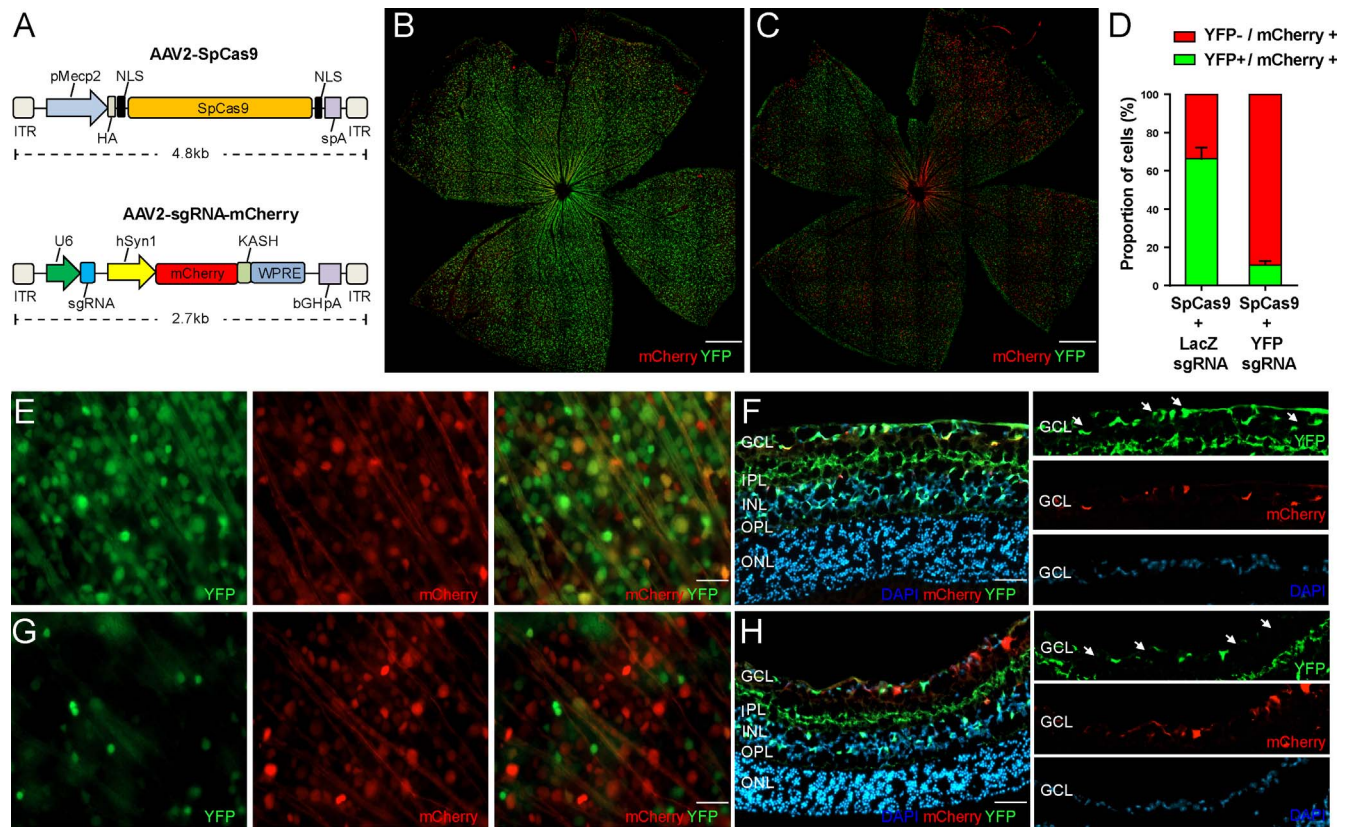 A
AAV2-SpCas9
pMecp2
NLS
NLS
SpCas9
ITR
HA
spA
ITR
4.8kb
AAV2-sgRNA-mCherry
U6
hSyn1
KASH
mCherry
WPRE
ITR
sgRNA
bGHpA
ITR
2.7kb
B
mCherry YFP
C
mCherry YFP
D
YFP- / mCherry +
YFP+ / mCherry +
Proportion of cells (%)
100
80
60
40
20
0
SpCas9
+
LacZ
sgRNA
SpCas9
+
YFP
sgRNA
E
YFP
mCherry
mCherry YFP
F
GCL
IPL
INL
OPL
ONL
DAPI mCherry YFP
GCL
YFP
GCL
mCherry
GCL
DAPI
G
YFP
mCherry
mCherry YFP
H
GCL
IPL
INL
OPL
ONL
DAPI mCherry YFP
GCL
YFP
GCL
mCherry
GCL
DAPI